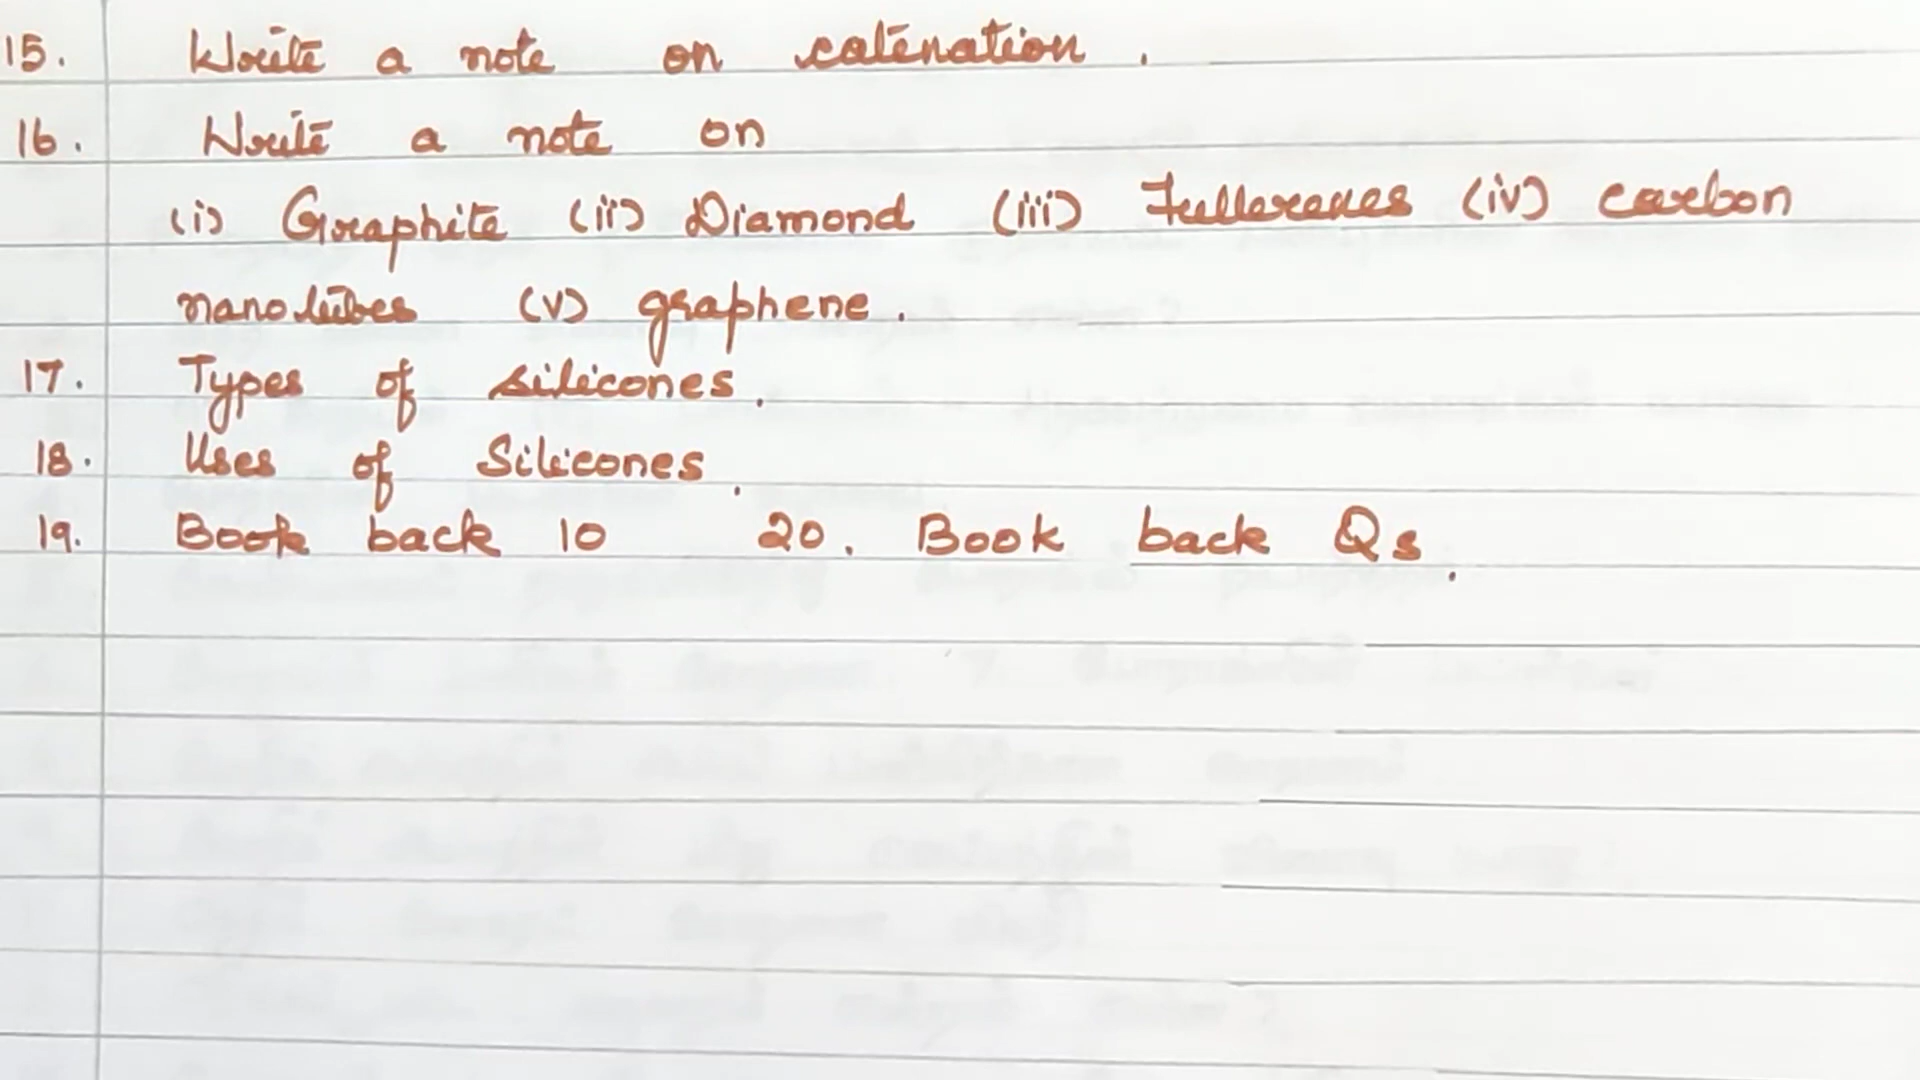 15. Write a note on catenation.
16. Write a note on
(i) Graphite (ii) Diamond (iii) Fullerenes (iv) carbon
nanotubes (v) graphene.
17. Types of silicones.
18. Uses of Silicones.
19. Book back 10 20. Book back Qs.